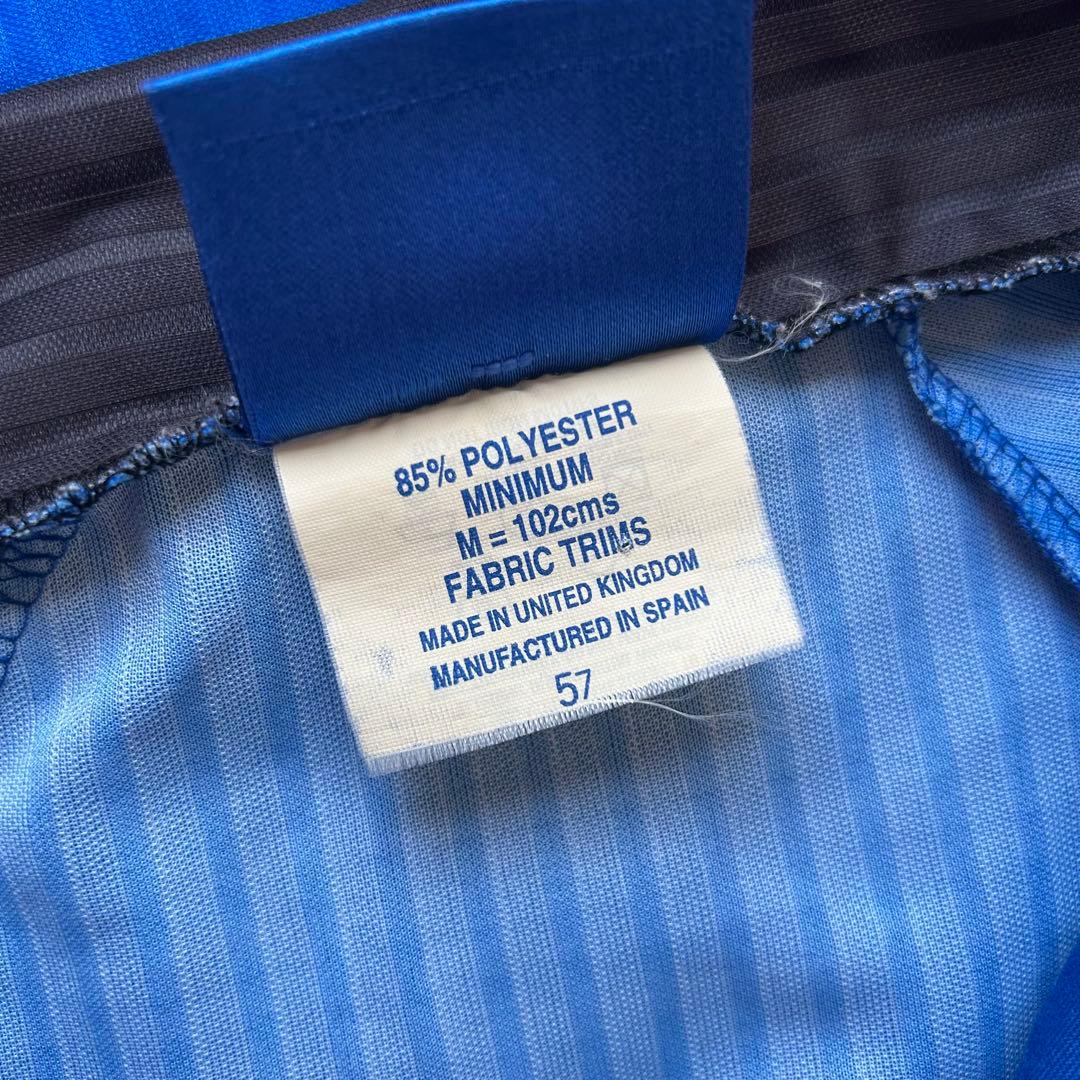 85% POLYESTER
MINIMUM
M = 102cms
FABRIC TRIMS
MADE IN UNITED KINGDOM
MANUFACTURED IN SPAIN
57